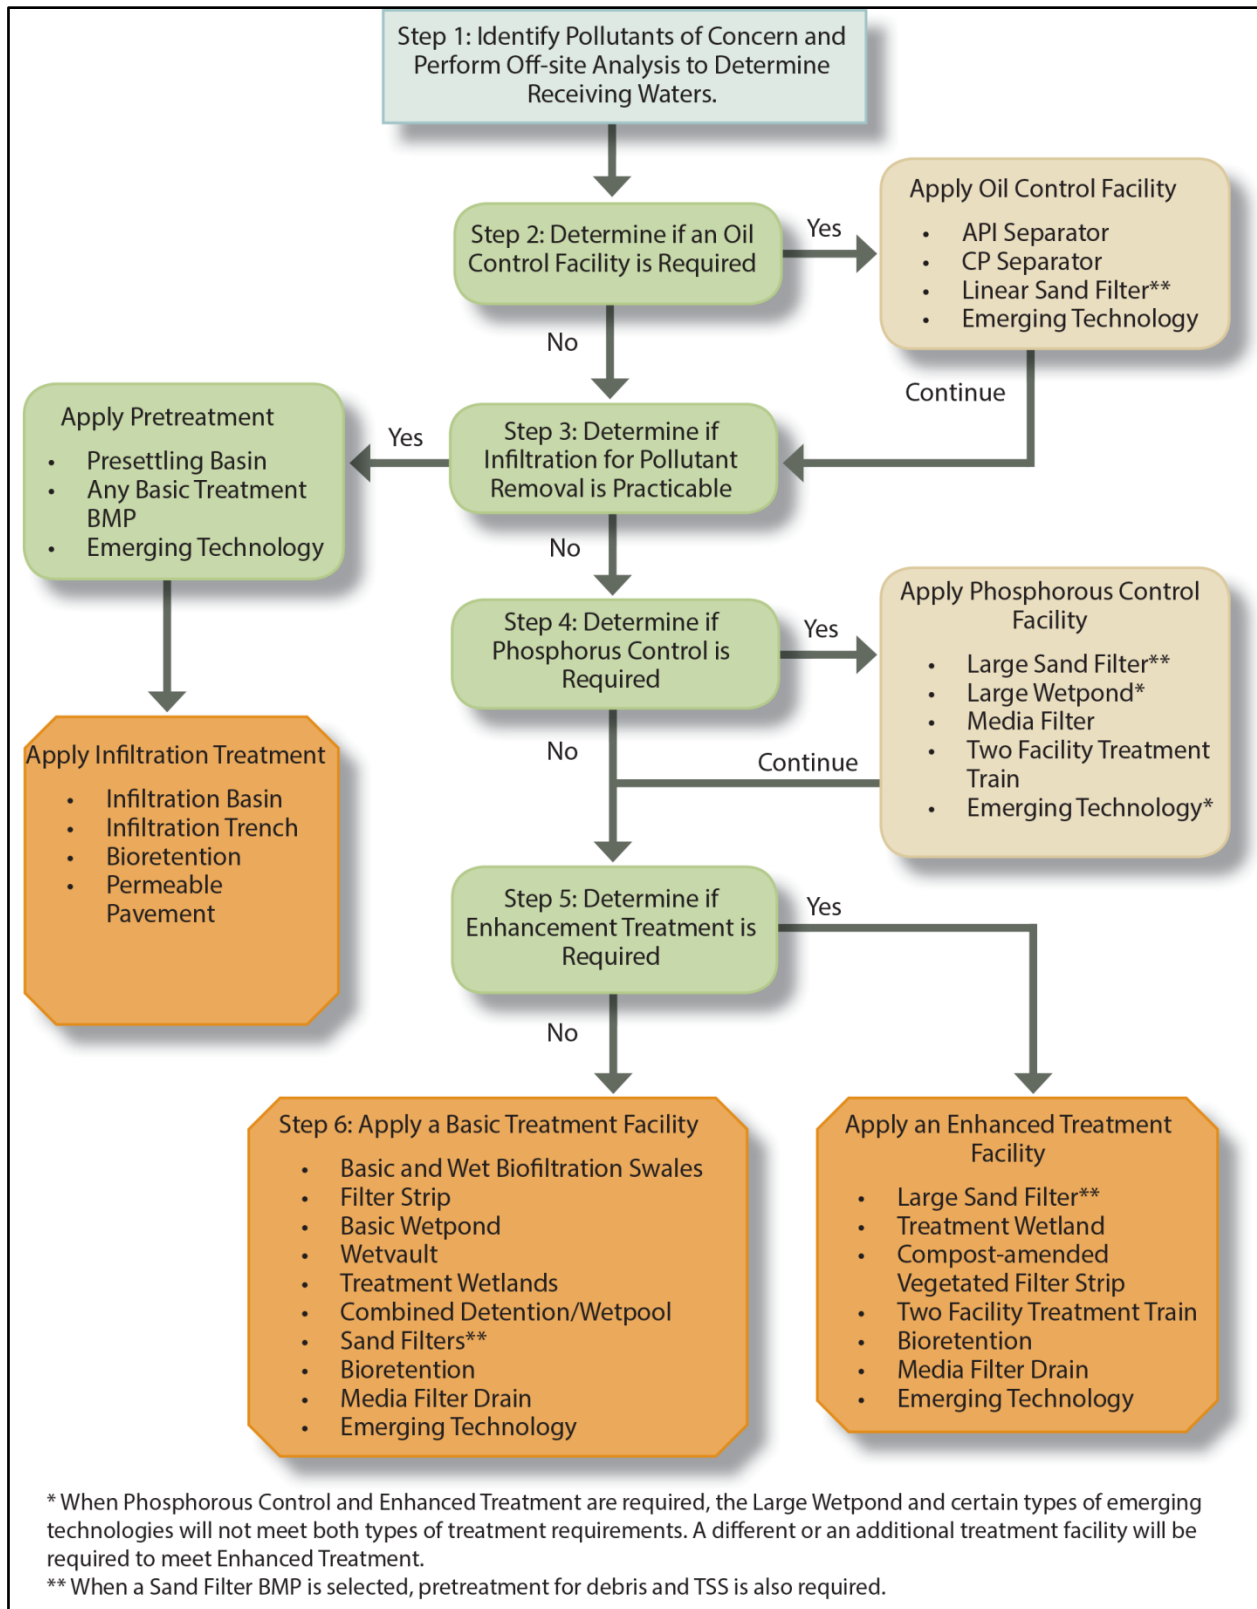 Step 1: Identify Pollutants of Concern and
Perform Off-site Analysis to Determine
Receiving Waters.
Step 2: Determine if an Oil
Control Facility is Required
Yes
Apply Oil Control Facility
• API Separator
• CP Separator
• Linear Sand Filter**
• Emerging Technology
No
Continue
Step 3: Determine if
Infiltration for Pollutant
Removal is Practicable
Yes
Apply Pretreatment
• Presettling Basin
• Any Basic Treatment
BMP
• Emerging Technology
No
Apply Infiltration Treatment
• Infiltration Basin
• Infiltration Trench
• Bioretention
• Permeable
Pavement
Step 4: Determine if
Phosphorus Control is
Required
Yes
Apply Phosphorous Control
Facility
• Large Sand Filter**
• Large Wetpond*
• Media Filter
• Two Facility Treatment
Train
• Emerging Technology*
No
Continue
Step 5: Determine if
Enhancement Treatment is
Required
Yes
No
Step 6: Apply a Basic Treatment Facility
• Basic and Wet Biofiltration Swales
• Filter Strip
• Basic Wetpond
• Wetvault
• Treatment Wetlands
• Combined Detention/Wetpool
• Sand Filters**
• Bioretention
• Media Filter Drain
• Emerging Technology
Apply an Enhanced Treatment
Facility
• Large Sand Filter**
• Treatment Wetland
• Compost-amended
Vegetated Filter Strip
• Two Facility Treatment Train
• Bioretention
• Media Filter Drain
• Emerging Technology
* When Phosphorous Control and Enhanced Treatment are required, the Large Wetpond and certain types of emerging
technologies will not meet both types of treatment requirements. A different or an additional treatment facility will be
required to meet Enhanced Treatment.
** When a Sand Filter BMP is selected, pretreatment for debris and TSS is also required.